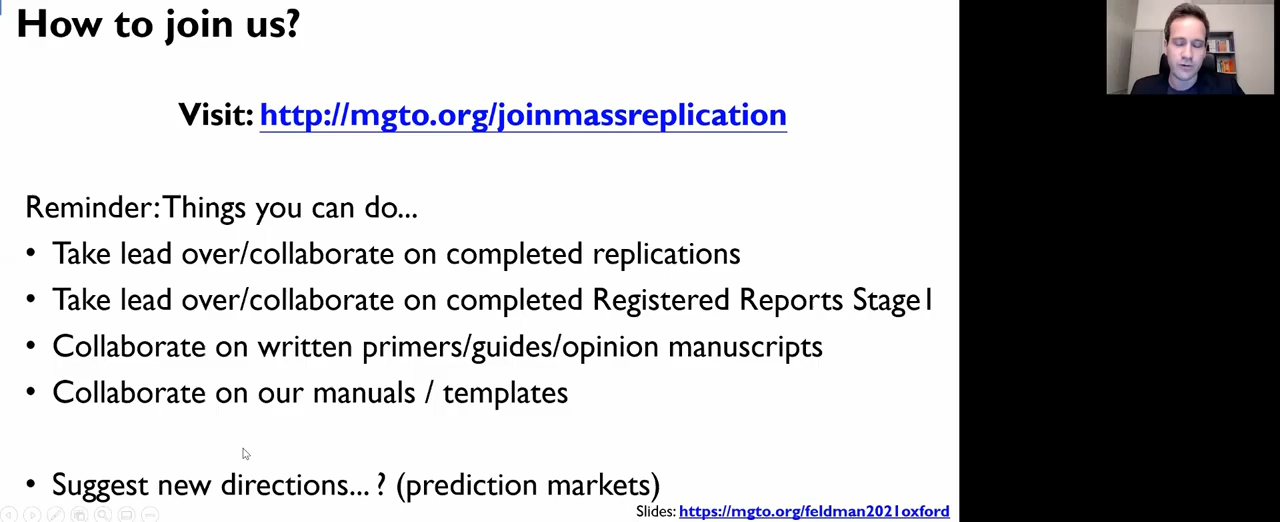 How to join us?
Visit: http://mgto.org/joinmassreplication
Reminder: Things you can do...
• Take lead over/collaborate on completed replications
• Take lead over/collaborate on completed Registered Reports Stage1
• Collaborate on written primers/guides/opinion manuscripts
• Collaborate on our manuals / templates
• Suggest new directions... ? (prediction markets)
Slides: https://mgto.org/feldman2021oxford